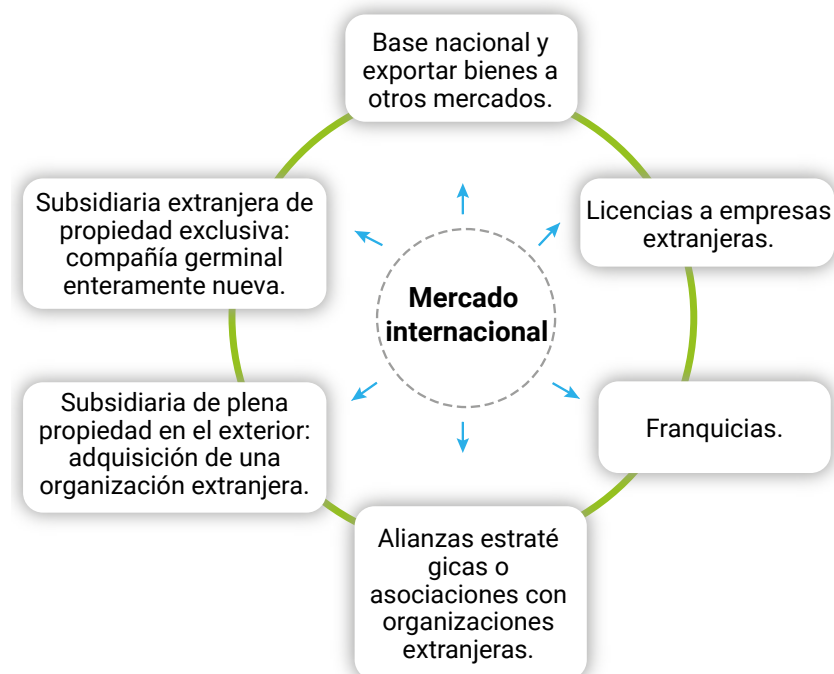 Base nacional y
exportar bienes a
otros mercados.
Subsidiaria extranjera de
propiedad exclusiva:
compañía germinal
enteramente nueva.
Licencias a empresas
extranjeras.
Mercado
internacional
Subsidiaria de plena
propiedad en el exterior:
adquisición de una
organización extranjera.
Franquicias.
Alianzas estraté
gicas o
asociaciones con
organizaciones
extranjeras.